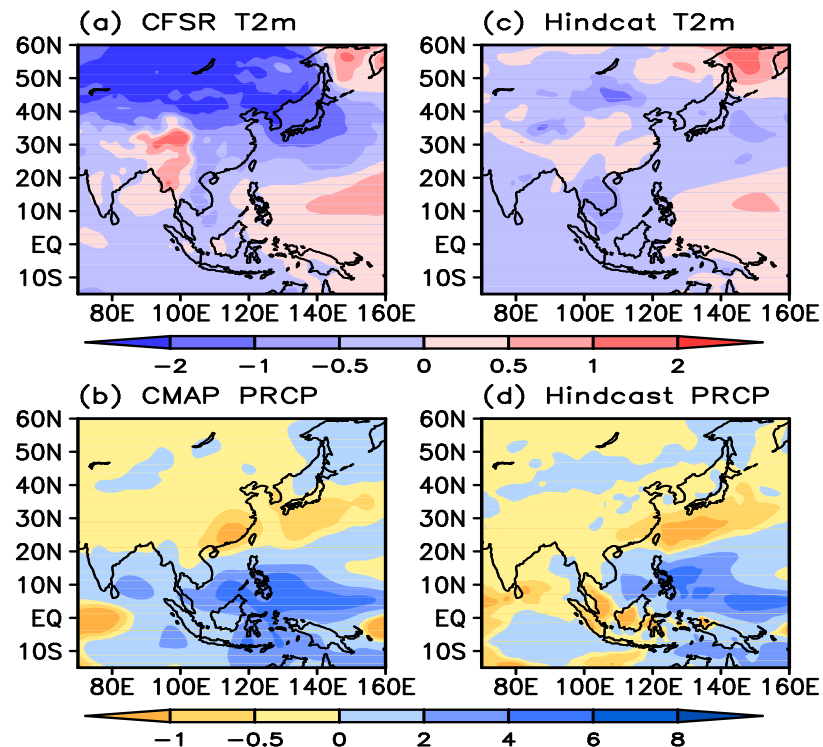 (a) CFSR T2m
(c) Hindcat T2m
60N
50N
40N
30N
20N
10N
EQ
10S
80E 100E 120E 140E 160E
60N
50N
40N
30N
20N
10N
EQ
10S
80E 100E 120E 140E 160E
-2 -1 -0.5 0 0.5 1 2
(b) CMAP PRCP
(d) Hindcast PRCP
60N
50N
40N
30N
20N
10N
EQ
10S
80E 100E 120E 140E 160E
60N
50N
40N
30N
20N
10N
EQ
10S
80E 100E 120E 140E 160E
-1 -0.5 0 2 4 6 8